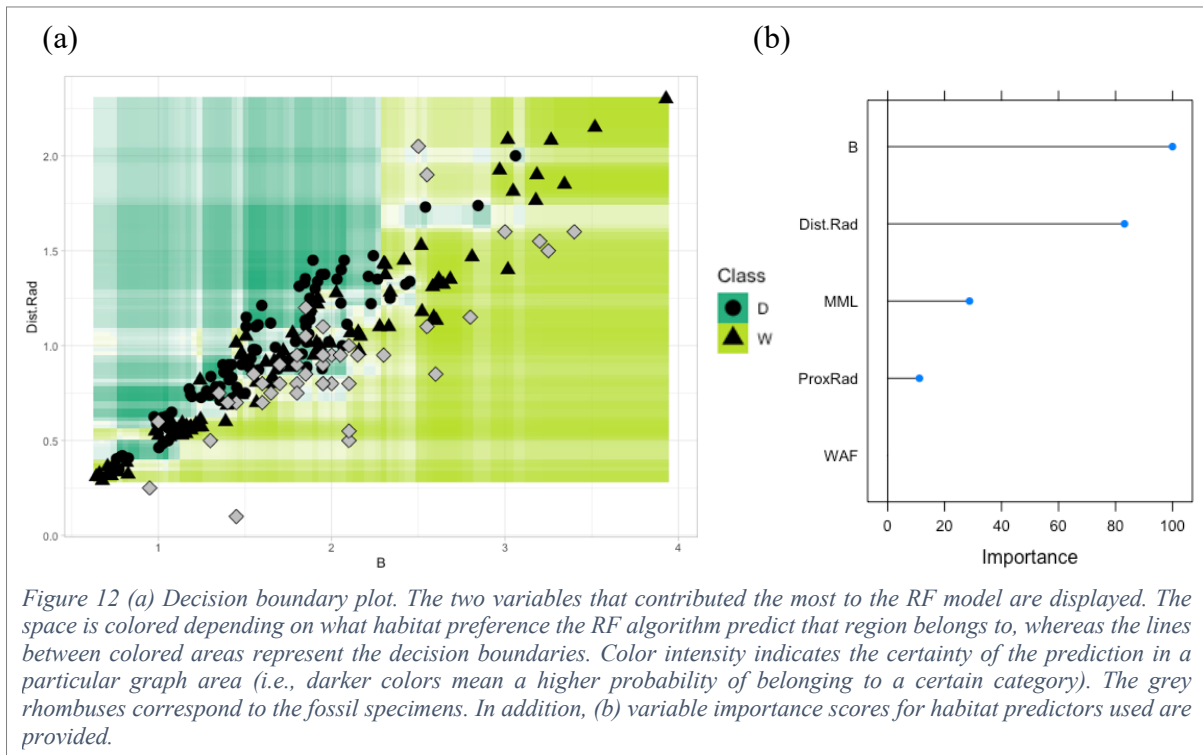 (a)
(b)
2.0
1.5
1.0
0.5
0.0
Dist.Rad
1
2
3
4
B
Class
D
W
B
Dist.Rad
MML
ProxRad
WAF
0
20
40
60
80
100
Importance
Figure 12 (a) Decision boundary plot. The two variables that contributed the most to the RF model are displayed. The
space is colored depending on what habitat preference the RF algorithm predict that region belongs to, whereas the lines
between colored areas represent the decision boundaries. Color intensity indicates the certainty of the prediction in a
particular graph area (i.e., darker colors mean a higher probability of belonging to a certain category). The grey
rhombuses correspond to the fossil specimens. In addition, (b) variable importance scores for habitat predictors used are
provided.